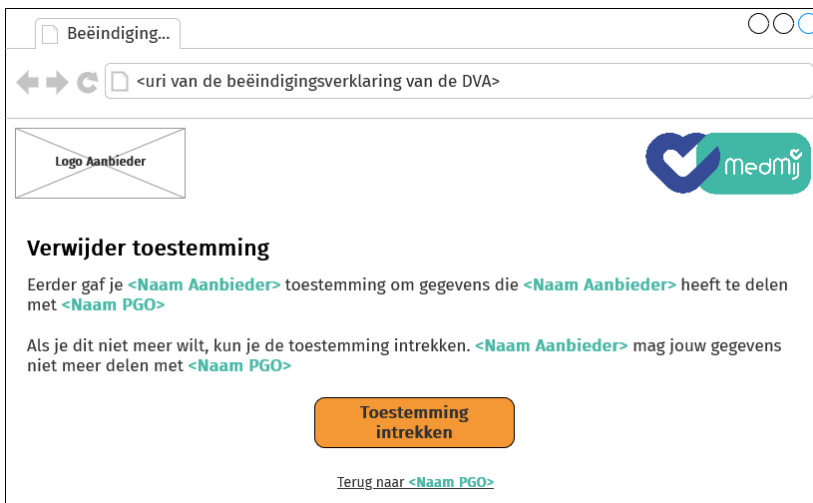 Beëindiging...
<uri van de beëindigingsverklaring van de DVA>
Logo Aanbieder
MedMij
Verwijder toestemming
Eerder gaf je <Naam Aanbieder> toestemming om gegevens die <Naam Aanbieder> heeft te delen
met <Naam PGO>
Als je dit niet meer wilt, kun je de toestemming intrekken. <Naam Aanbieder> mag jouw gegevens
niet meer delen met <Naam PGO>
Toestemming
intrekken
Terug naar <Naam PGO>